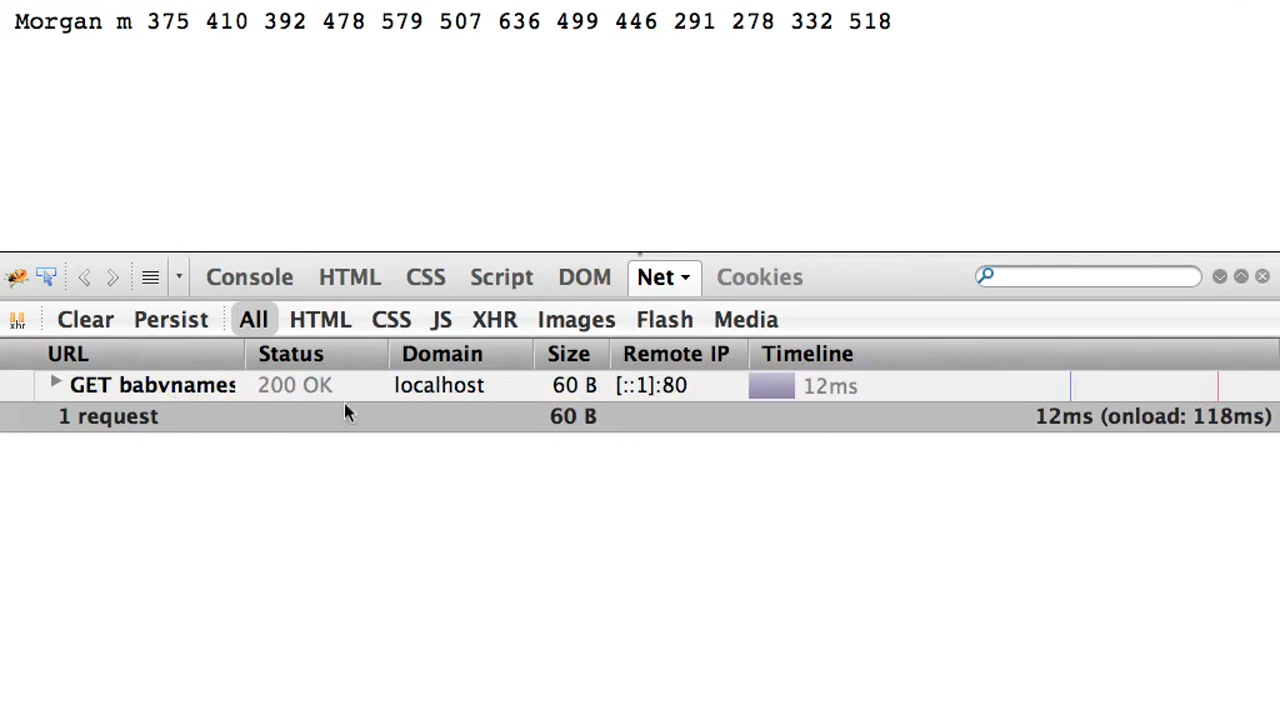 Morgan m 375 410 392 478 579 507 636 499 446 291 278 332 518
Console HTML CSS Script DOM Net Cookies
xhr Clear Persist All HTML CSS JS XHR Images Flash Media
URL Status Domain Size Remote IP Timeline
GET babynames 200 OK localhost 60 B [::1]:80 12ms
1 request 60 B 12ms (onload: 118ms)